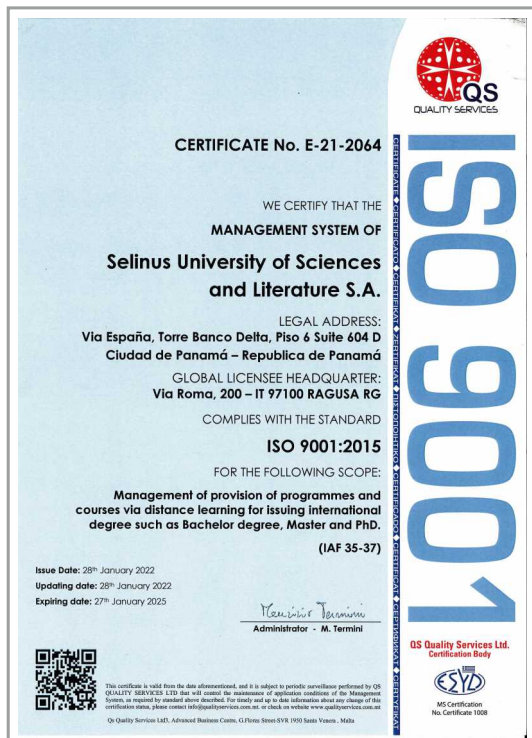 QS
QUALITY SERVICES
CERTIFICATE No. E-21-2064
WE CERTIFY THAT THE
MANAGEMENT SYSTEM OF
Selinus University of Sciences
and Literature S.A.
LEGAL ADDRESS:
Via España, Torre Banco Delta, Piso 6 Suite 604 D
Ciudad de Panamá – Republica de Panamá
GLOBAL LICENSEE HEADQUARTER:
Via Roma, 200 – IT 97100 RAGUSA RG
COMPLIES WITH THE STANDARD
ISO 9001:2015
FOR THE FOLLOWING SCOPE:
Management of provision of programmes and
courses via distance learning for issuing international
degree such as Bachelor degree, Master and PhD.
(IAF 35-37)
Issue Date: 28th January 2022
Updating date: 28th January 2022
Expiring date: 27th January 2025
Maurizio Termini
Administrator - M. Termini
This certificate is valid from the date aforementioned, and it is subject to periodic surveillance performed by QS
QUALITY SERVICES LTD that will control the maintenance of application conditions of the Management
System, as required by standard above described. For timely and up to date information about any change of this
certification status, please contact info@qualityservices.com.mt. or check on website www.qualityservices.com.mt
Qs Quality Services Ltd, Advanced Business Centre, G.Flores Street-SVR 1950 Santa Venera . Malta
ISO 9001
QS Quality Services Ltd.
Certification Body
ESYD
MS Certification
No. Certificate 1008